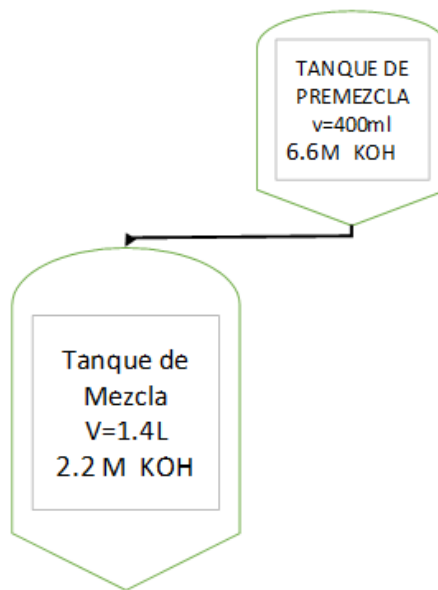 TANQUE DE
PREMEZCLA
v=400ml
6.6M KOH
Tanque de
Mezcla
V=1.4L
2.2 M KOH